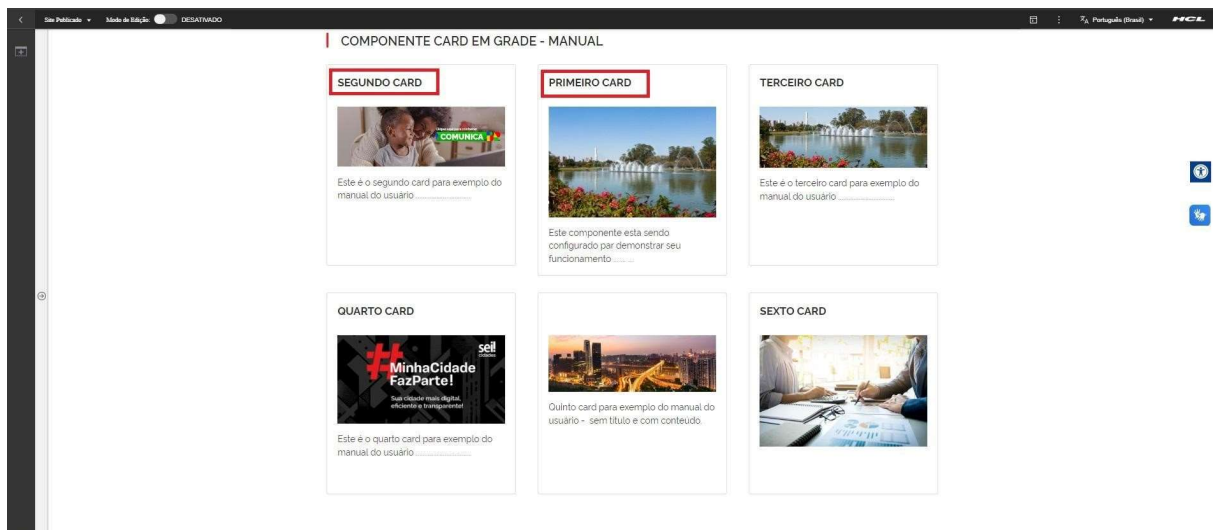 Site Publicado
Modo de Edição:
DESATIVADO
Português (Brasil)
HCL
COMPONENTE CARD EM GRADE - MANUAL
SEGUNDO CARD
COMUNICA
Este é o segundo card para exemplo do
manual do usuário
PRIMEIRO CARD
Este componente esta sendo
configurado par demonstrar seu
funcionamento
TERCEIRO CARD
Este é o terceiro card para exemplo do
manual do usuário
QUARTO CARD
sei!
cidades
#MinhaCidade
FazParte!
Sua cidade mais digital,
eficiente e transparente!
Este é o quarto card para exemplo do
manual do usuário
Quinto card para exemplo do manual do
usuário - sem título e com conteúdo.
SEXTO CARD